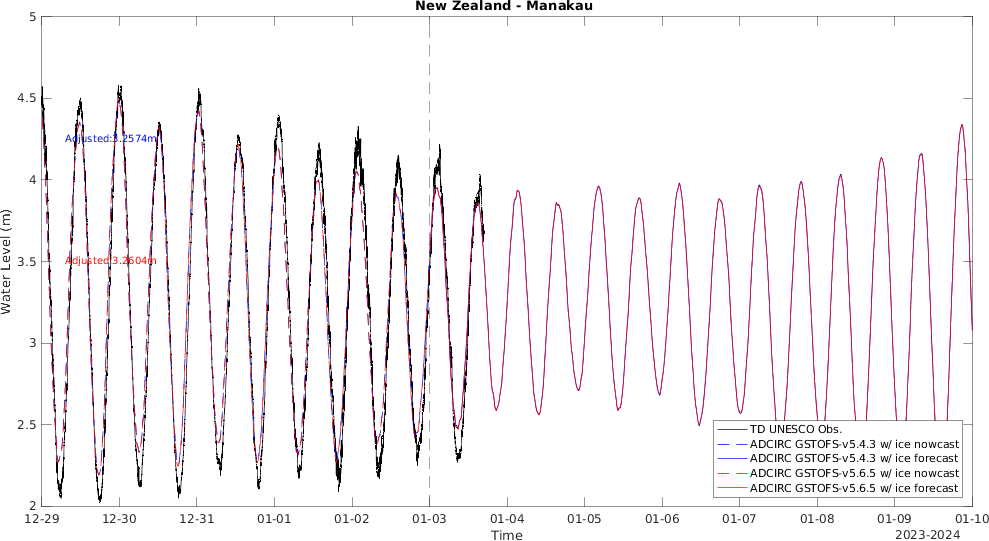 New Zealand - Manakau
5
4.5
4
3.5
3
2.5
2
Water Level (m)
Adjusted:3.2574m
Adjusted:3.2604m
TD UNESCO Obs.
ADCIRC GSTOFS-v5.4.3 w/ ice nowcast
ADCIRC GSTOFS-v5.4.3 w/ ice forecast
ADCIRC GSTOFS-v5.6.5 w/ ice nowcast
ADCIRC GSTOFS-v5.6.5 w/ ice forecast
12-29 12-30 12-31 01-01 01-02 01-03 01-04 01-05 01-06 01-07 01-08 01-09 01-10
Time
2023-2024